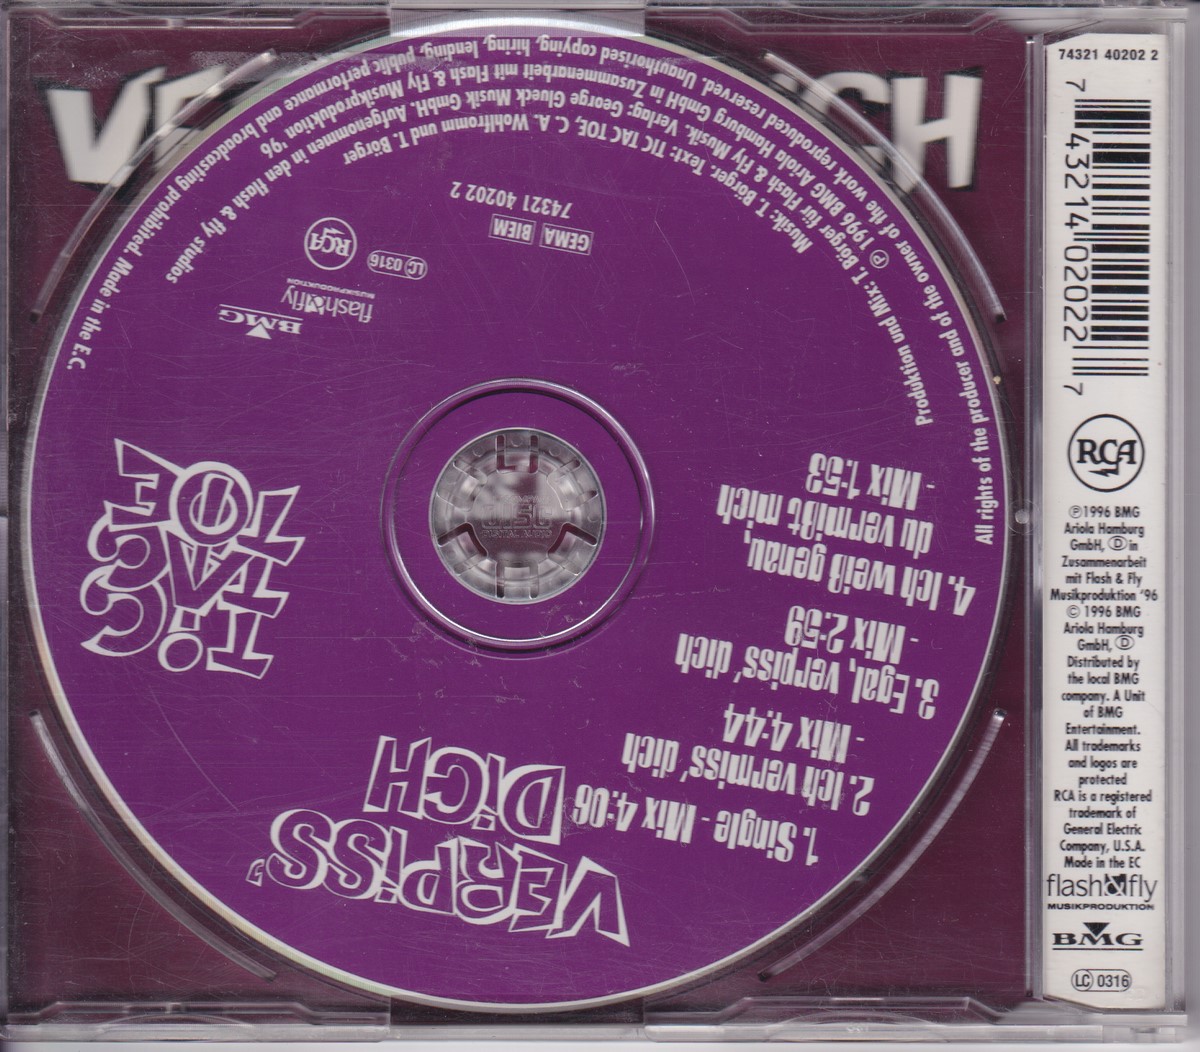 VERPISS'
DiCH
1. Single - Mix 4:06
2. Ich vermiss' dich
- Mix 4:44
3. Egal, verpiss' dich
- Mix 2:59
4. Ich weiß genau,
du vermißt mich
- Mix 1:53
TiC
TAC
TOE
BMG
flash & fly
MUSIKPRODUKTION
LC 0316
RCA
GEMA BIEM
74321 40202 2
Musik: T. Börger. Text: TIC TAC TOE, C. A. Wohlfromm und T. Börger
Produktion und Mix: T. Börger für Flash & Fly Musik. Verlag: George Glueck Musik GmbH. Aufgenommen in den flash & fly studios
℗ 1996 BMG Ariola Hamburg GmbH in Zusammenarbeit mit Flash & Fly Musikproduktion '96
All rights of the producer and of the owner of the work reproduced reserved. Unauthorised copying, hiring, lending, public performance and broadcasting prohibited. Made in the E.C.
74321 40202 2
7 43214 02022 7
RCA
℗1996 BMG
Ariola Hamburg
GmbH, D in
Zusammenarbeit
mit Flash & Fly
Musikproduktion '96
© 1996 BMG
Ariola Hamburg
GmbH, D
Distributed by
the local BMG
company. A Unit
of BMG
Entertainment.
All trademarks
and logos are
protected
RCA is a registered
trademark of
General Electric
Company, U.S.A.
Made in the EC
flash & fly
MUSIKPRODUKTION
BMG
LC 0316